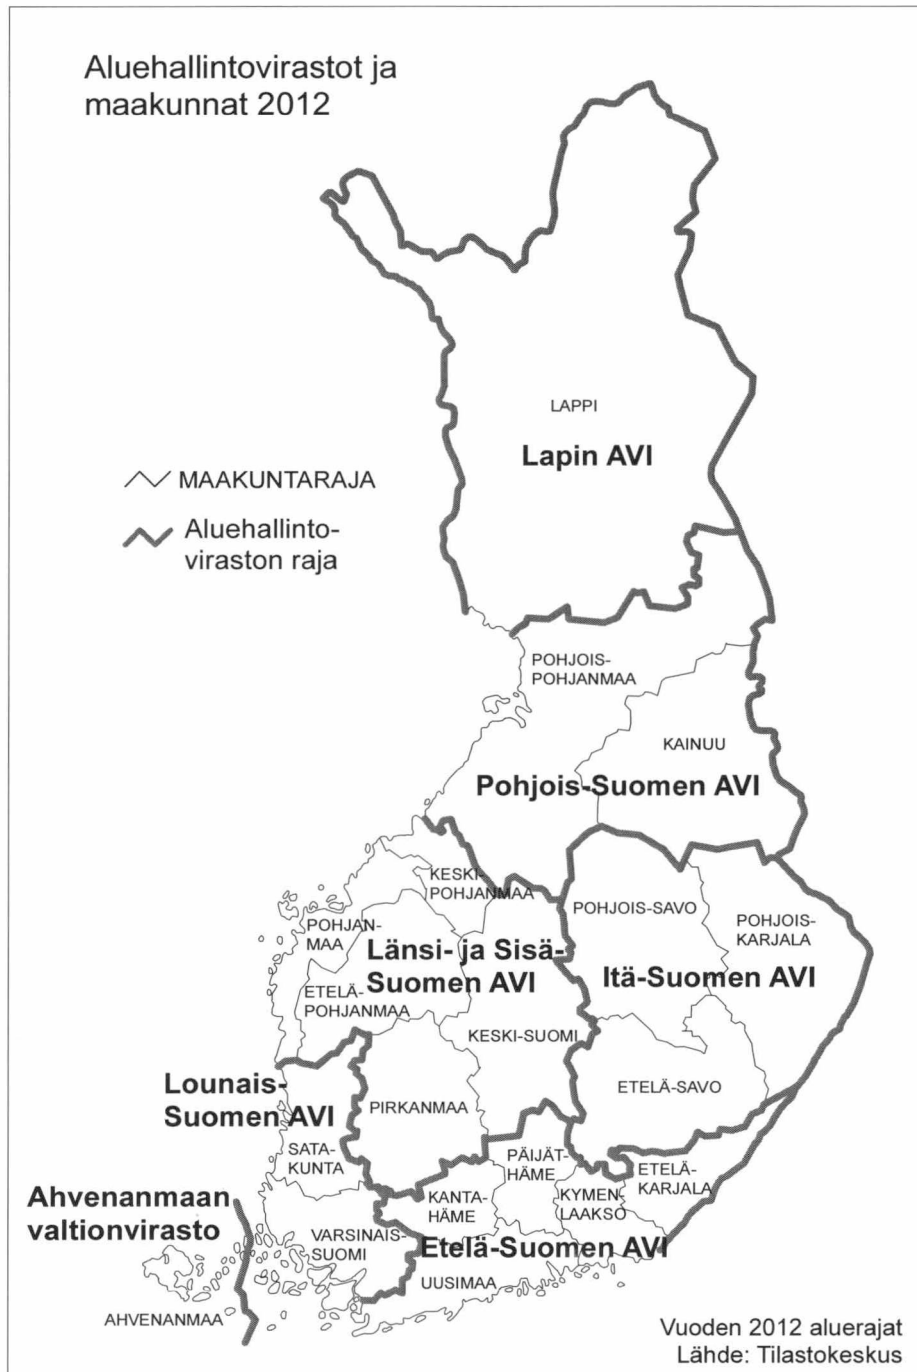 Aluehallintovirastot ja
maakunnat 2012
LAPPI
Lapin AVI
MAAKUNTARAJA
Aluehallinto-
viraston raja
POHJOIS-
POHJANMAA
KAINUU
Pohjois-Suomen AVI
KESKI-
POHJANMAA
POHJOIS-SAVO
POHJOIS-
KARJALA
POHJAN-
MAA
Länsi- ja Sisä-
Suomen AVI
Itä-Suomen AVI
ETELÄ-
POHJANMAA
KESKI-SUOMI
ETELÄ-SAVO
Lounais-
Suomen AVI
PIRKANMAA
SATA-
KUNTA
PÄIJÄT-
HÄME
ETELÄ-
KARJALA
KANTA-
HÄME
KYMEN-
LAAKSO
Ahvenanmaan
valtionvirasto
VARSINAIS-
SUOMI
Etelä-Suomen AVI
UUSIMAA
AHVENANMAA
Vuoden 2012 aluerajat
Lähde: Tilastokeskus